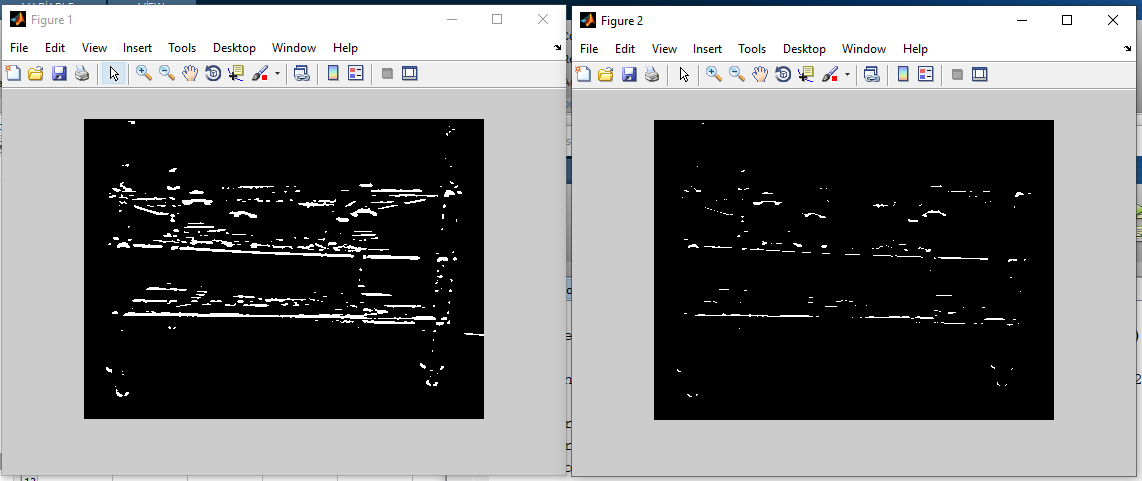 Figure 1
File Edit View Insert Tools Desktop Window Help
Figure 2
File Edit View Insert Tools Desktop Window Help